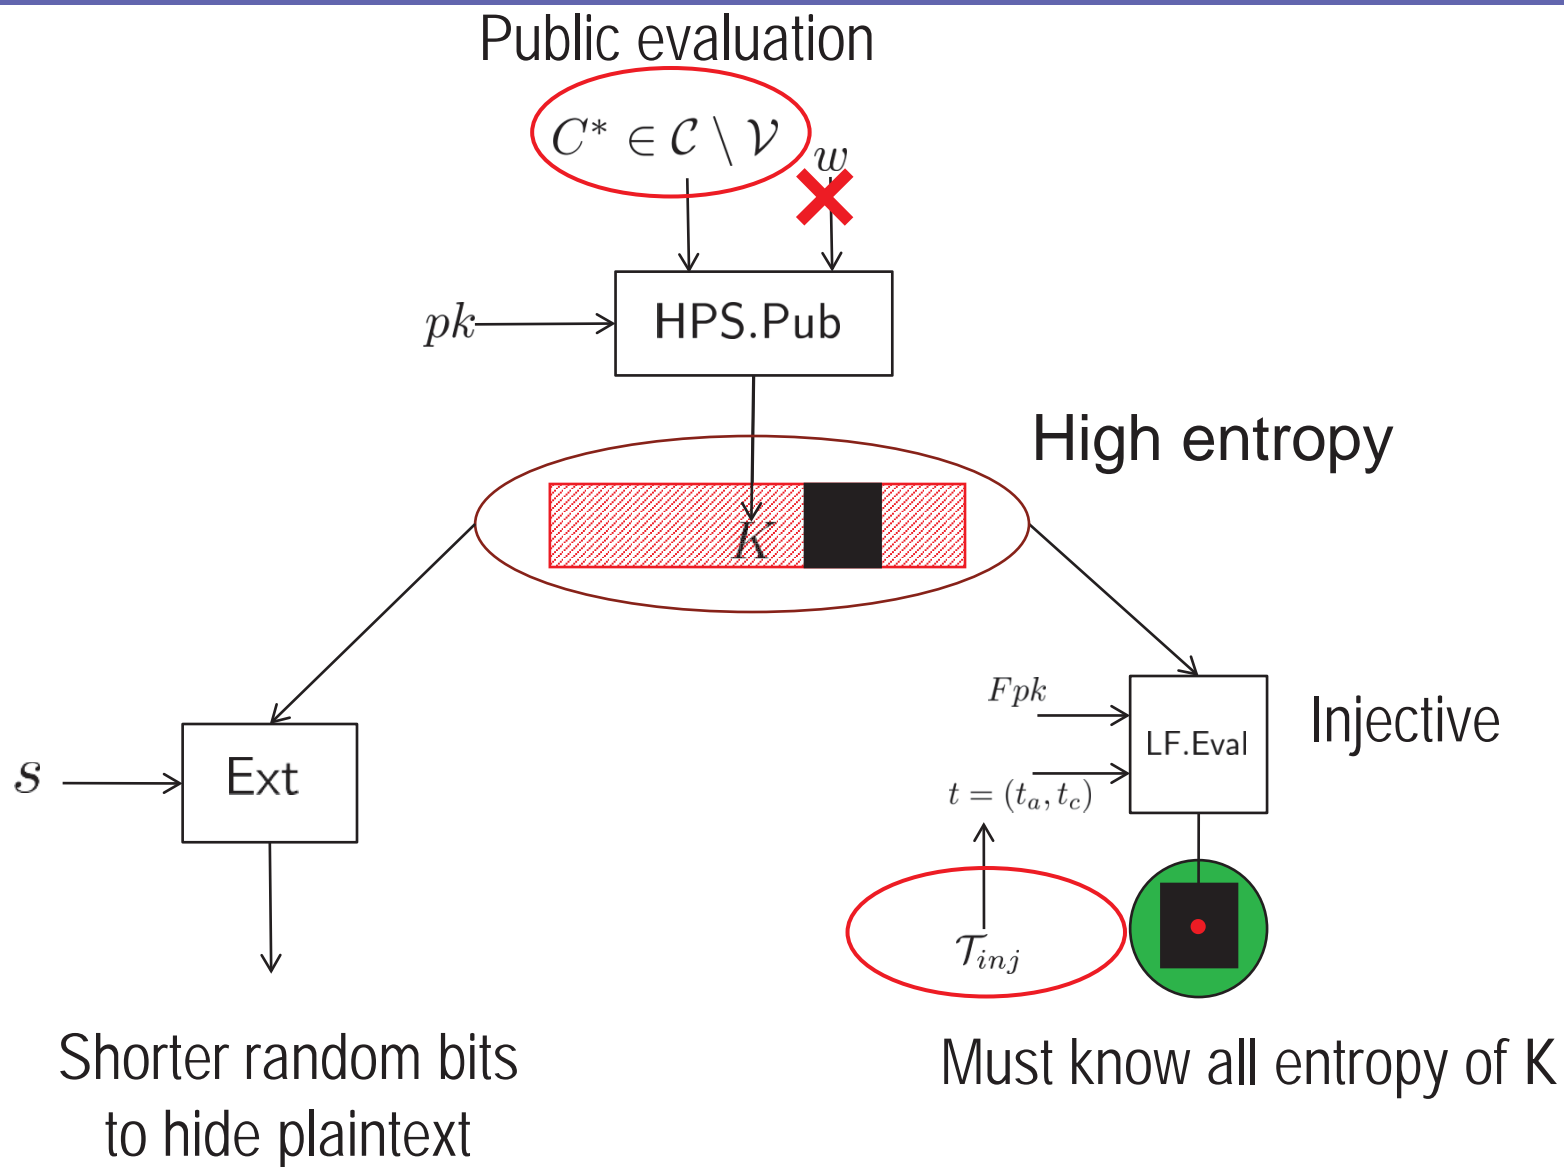 Public evaluation
C* ∈ 𝒞 \ 𝒱
w
pk
HPS.Pub
High entropy
K
Fpk
Injective
LF.Eval
s
Ext
t = (t_a, t_c)
𝒯_inj
Shorter random bits
to hide plaintext
Must know all entropy of K